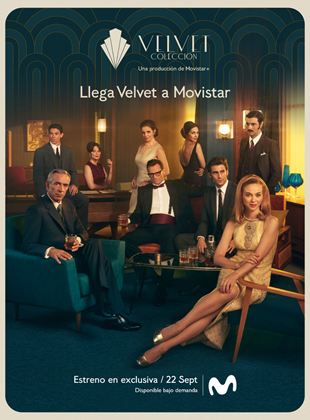 VELVET
COLECCIÓN
Una producción de Movistar+
Llega Velvet a Movistar
Estreno en exclusiva / 22 Sept
Disponible bajo demanda